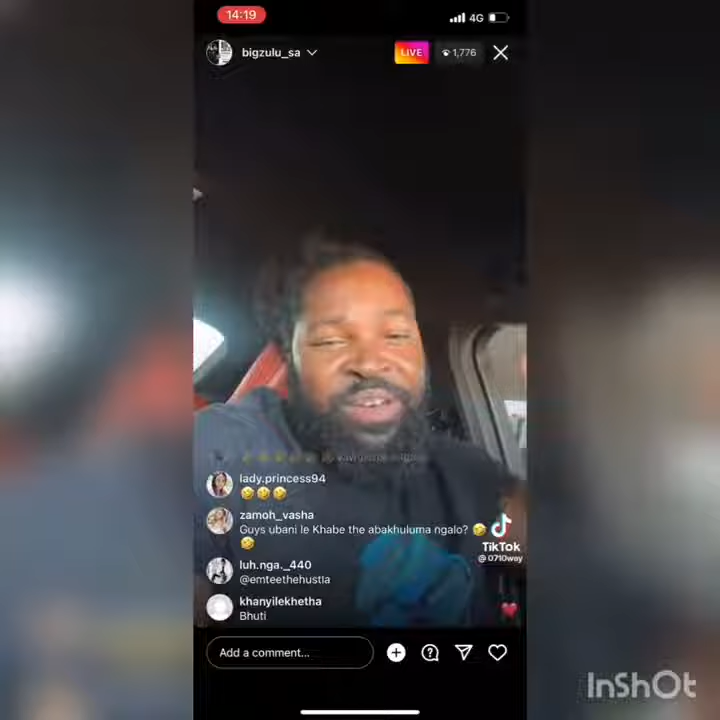 14:19
4G
bigzulu_sa
LIVE
1,776
lady.princess94
🤣🤣🤣
zamoh_vasha
Guys ubani le Khabe the abakhuluma ngalo? 🤣
🤣
luh.nga._440
@emteethehustla
khanyilekhetha
Bhuti
TikTok
@0710way
Add a comment...
InShOt